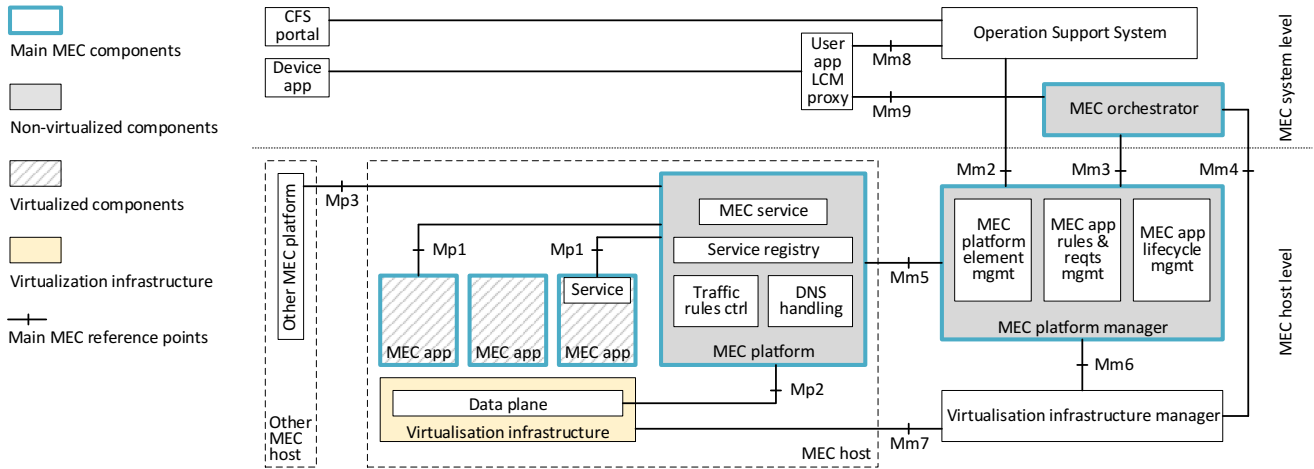 Main MEC components
Non-virtualized components
Virtualized components
Virtualization infrastructure
Main MEC reference points
CFS
portal
Device
app
User
app
LCM
proxy
Mm8
Mm9
Operation Support System
MEC orchestrator
MEC system level
Mm2
Mm3
Mm4
Other MEC platform
Mp3
Other
MEC
host
Mp1
Mp1
MEC app
MEC app
Service
MEC app
MEC service
Service registry
Traffic
rules ctrl
DNS
handling
MEC platform
Mp2
Data plane
Virtualisation infrastructure
MEC host
Mm5
MEC
platform
element
mgmt
MEC app
rules &
reqts
mgmt
MEC app
lifecycle
mgmt
MEC platform manager
Mm6
Virtualisation infrastructure manager
Mm7
MEC host level